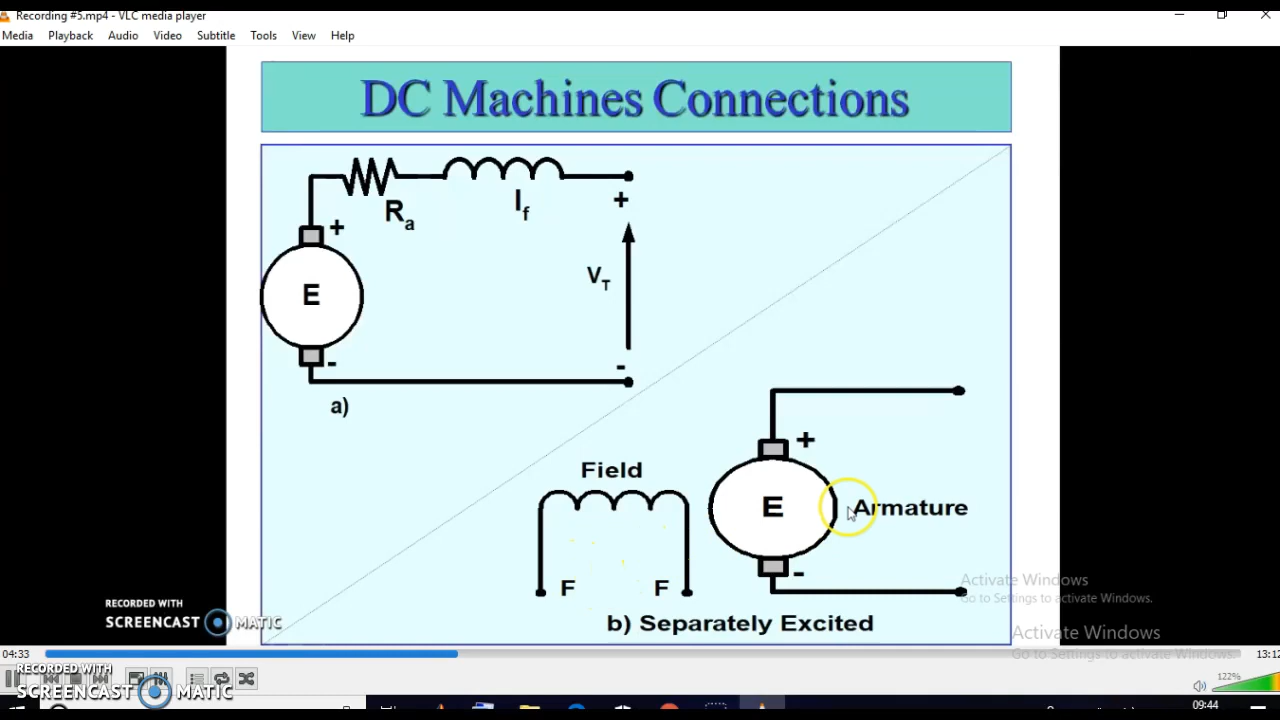 Recording #5.mp4 - VLC media player
Media Playback Audio Video Subtitle Tools View Help
DC Machines Connections
Ra
If
+
+
VT
E
-
-
a)
+
Field
E
Armature
F F
-
b) Separately Excited
Activate Windows
Go to Settings to activate Windows.
RECORDED WITH
SCREENCAST MATIC
Activate Windows
Go to Settings to activate Windows.
04:33
13:12
RECORDED WITH
SCREENCAST MATIC
122%
09:44